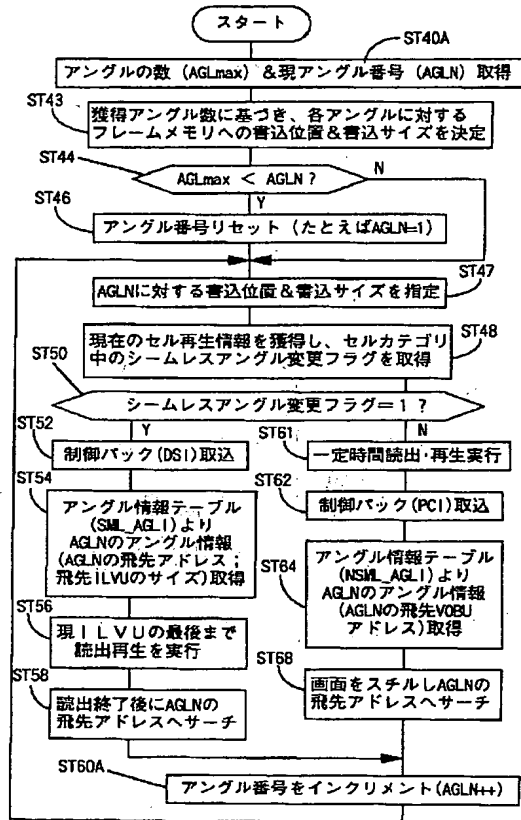 スタート
ST40A
アングルの数 (AGLmax) &現アングル番号 (AGLN) 取得
ST43
獲得アングル数に基づき、各アングルに対する
フレームメモリへの書込位置&書込サイズを決定
ST44
AGLmax < AGLN ?
N
Y
ST46
アングル番号リセット (たとえばAGLN=1)
ST47
AGLNに対する書込位置&書込サイズを指定
ST48
現在のセル再生情報を獲得し、セルカテゴリ
中のシームレスアングル変更フラグを取得
ST50
シームレスアングル変更フラグ=1 ?
Y
N
ST52
制御パック(DSI)取込
ST54
アングル情報テーブル
(SML_AGLI)より
AGLNのアングル情報
(AGLNの飛先アドレス;
飛先ILVUのサイズ)取得
ST56
現ILVUの最後まで
読出再生を実行
ST58
読出終了後にAGLNの
飛先アドレスへサーチ
ST61
一定時間読出・再生実行
ST62
制御パック(PCI)取込
ST64
アングル情報テーブル
(NSML_AGLI)より
AGLNのアングル情報
(AGLNの飛先VOBU
アドレス)取得
ST68
画面をスチルしAGLNの
飛先アドレスへサーチ
ST60A
アングル番号をインクリメント(AGLN++)